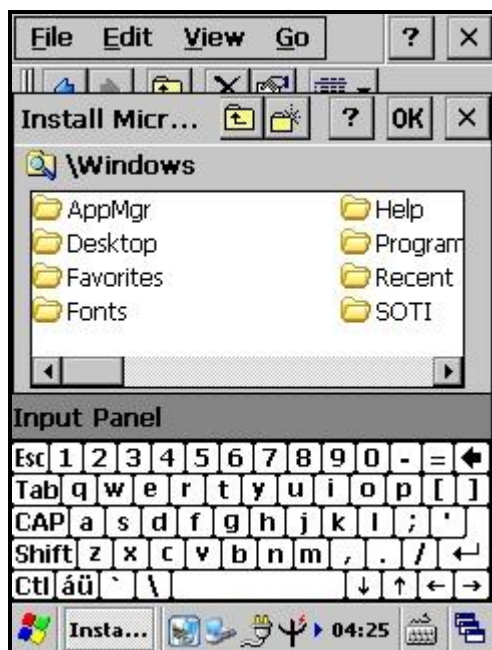 File Edit View Go ? ×
Install Micr... ? OK ×
\Windows
AppMgr Help
Desktop Program
Favorites Recent
Fonts SOTI
Input Panel
Esc 1 2 3 4 5 6 7 8 9 0 - =
Tab q w e r t y u i o p [ ]
CAP a s d f g h j k l ; '
Shift z x c v b n m , . /
Ctl áü ` \ ↓ ↑ ← →
Insta... 04:25